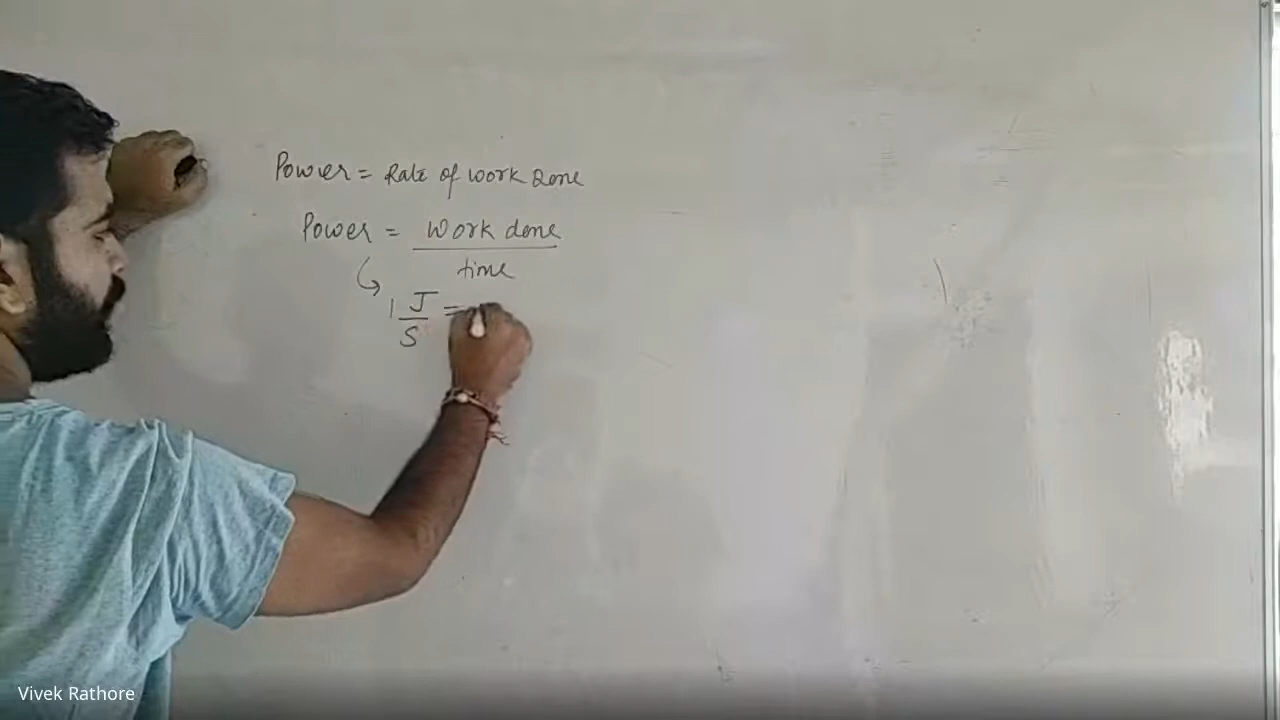 Power = Rate of work Done
Power = Work done
time
1 J
S =
Vivek Rathore